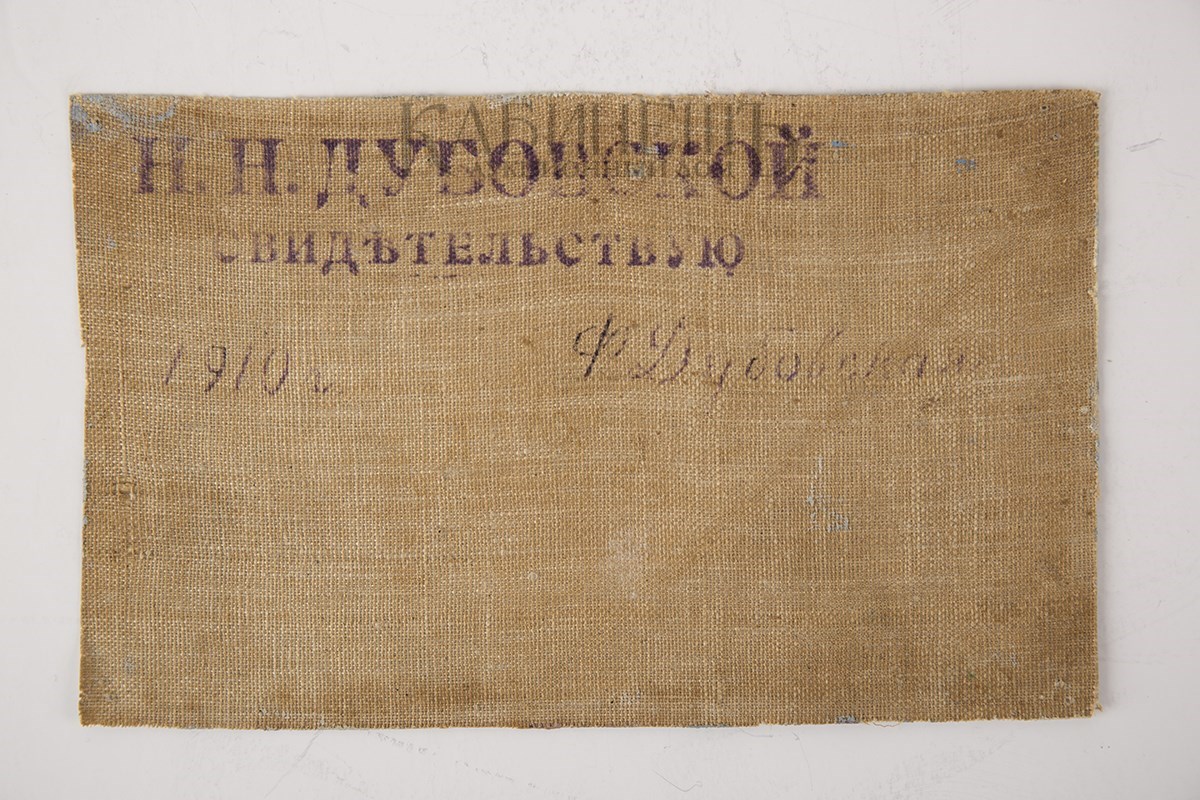 КАБИНЕТЪ
Н. Н. ДУБОВСКОЙ
СВИДѢТЕЛЬСТВУЮ
1910 г. Ф Дубовская